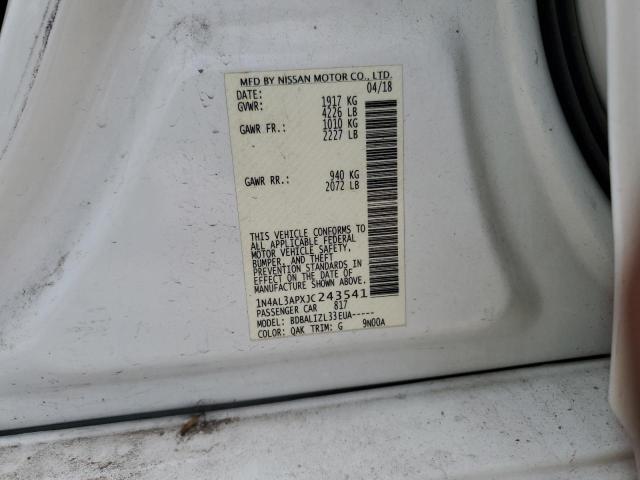 MFD BY NISSAN MOTOR CO., LTD.
DATE: 04/18
GVWR: 1917 KG
4226 LB
GAWR FR.: 1010 KG
2227 LB
GAWR RR.: 940 KG
2072 LB
THIS VEHICLE CONFORMS TO
ALL APPLICABLE FEDERAL
MOTOR VEHICLE SAFETY,
BUMPER, AND THEFT
PREVENTION STANDARDS IN
EFFECT ON THE DATE OF
MANUFACTURE SHOWN ABOVE.
1N4AL3APXJC243541
PASSENGER CAR 817
MODEL: BDBALIZL33EUA-----
COLOR: QAK TRIM: G 9N00A